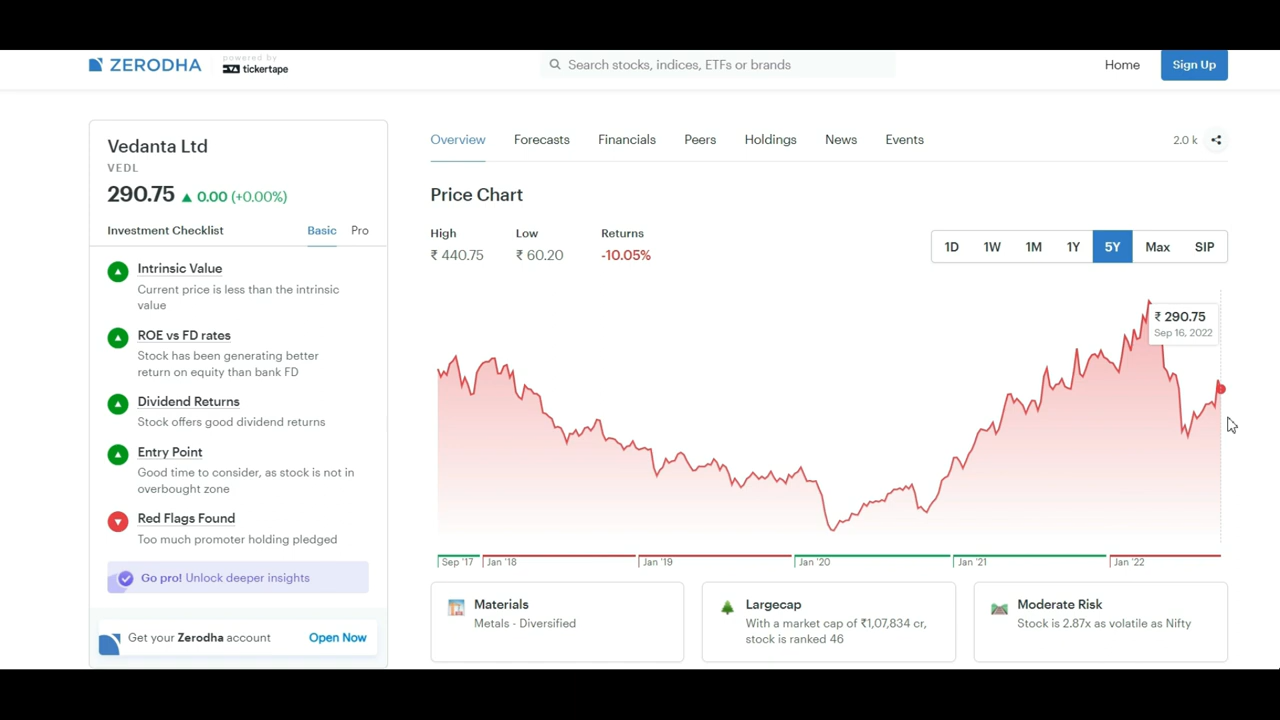 ZERODHA
powered by
tickertape
Search stocks, indices, ETFs or brands
Home
Sign Up
Vedanta Ltd
VEDL
290.75 ▲ 0.00 (+0.00%)
Investment Checklist
Basic
Pro
Intrinsic Value
Current price is less than the intrinsic
value
ROE vs FD rates
Stock has been generating better
return on equity than bank FD
Dividend Returns
Stock offers good dividend returns
Entry Point
Good time to consider, as stock is not in
overbought zone
Red Flags Found
Too much promoter holding pledged
Go pro! Unlock deeper insights
Get your Zerodha account
Open Now
Overview
Forecasts
Financials
Peers
Holdings
News
Events
2.0 k
Price Chart
High
Low
Returns
₹ 440.75
₹ 60.20
-10.05%
1D
1W
1M
1Y
5Y
Max
SIP
₹ 290.75
Sep 16, 2022
Sep '17
Jan '18
Jan '19
Jan '20
Jan '21
Jan '22
Materials
Metals - Diversified
Largecap
With a market cap of ₹1,07,834 cr,
stock is ranked 46
Moderate Risk
Stock is 2.87x as volatile as Nifty